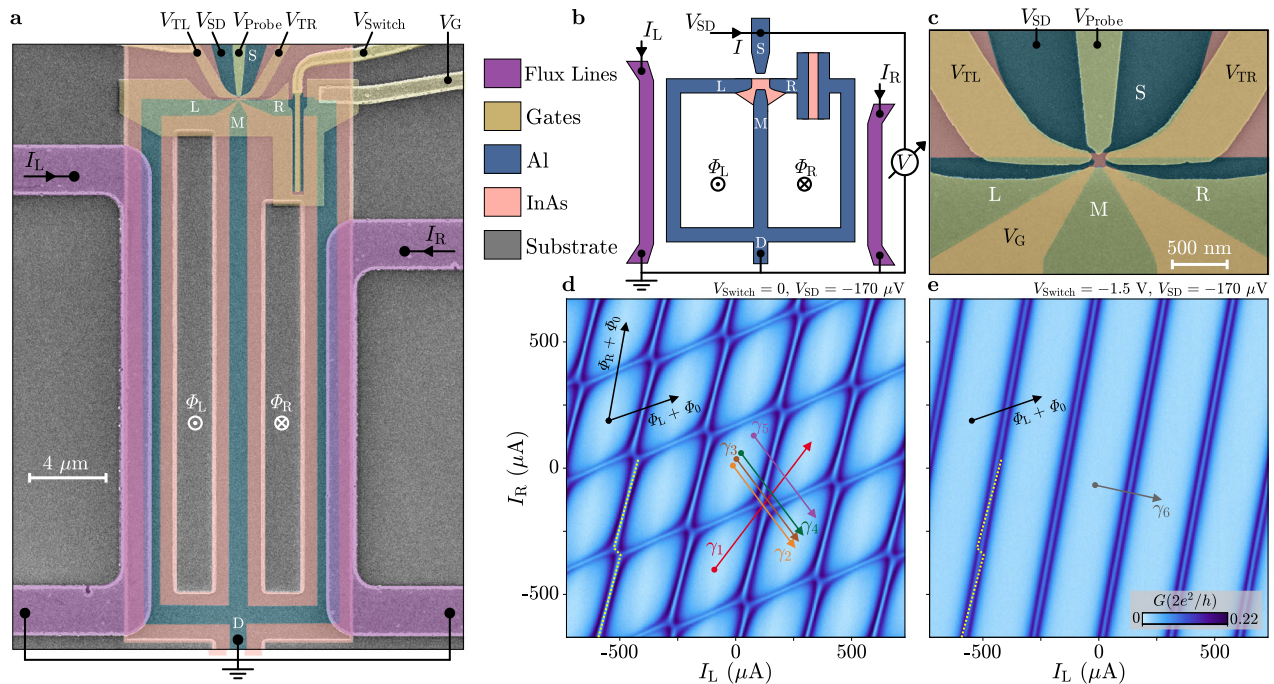 a
V_TL V_SD V_Probe V_TR V_Switch V_G
S
L R
M
I_L
I_R
Φ_L Φ_R
4 μm
D
Flux Lines
Gates
Al
InAs
Substrate
b
I_L V_SD I S
I_R
L R
M
V
Φ_L Φ_R
D
c
V_SD V_Probe
V_TL V_TR
S
L R
M
V_G
500 nm
d
V_Switch = 0, V_SD = −170 μV
Φ_R + Φ_0
Φ_L + Φ_0
γ_5
γ_3
γ_4
γ_2
γ_1
I_R (μA)
500
0
-500
-500 0 500
I_L (μA)
e
V_Switch = −1.5 V, V_SD = −170 μV
Φ_L + Φ_0
γ_6
G(2e²/h)
0 0.22
-500 0 500
I_L (μA)